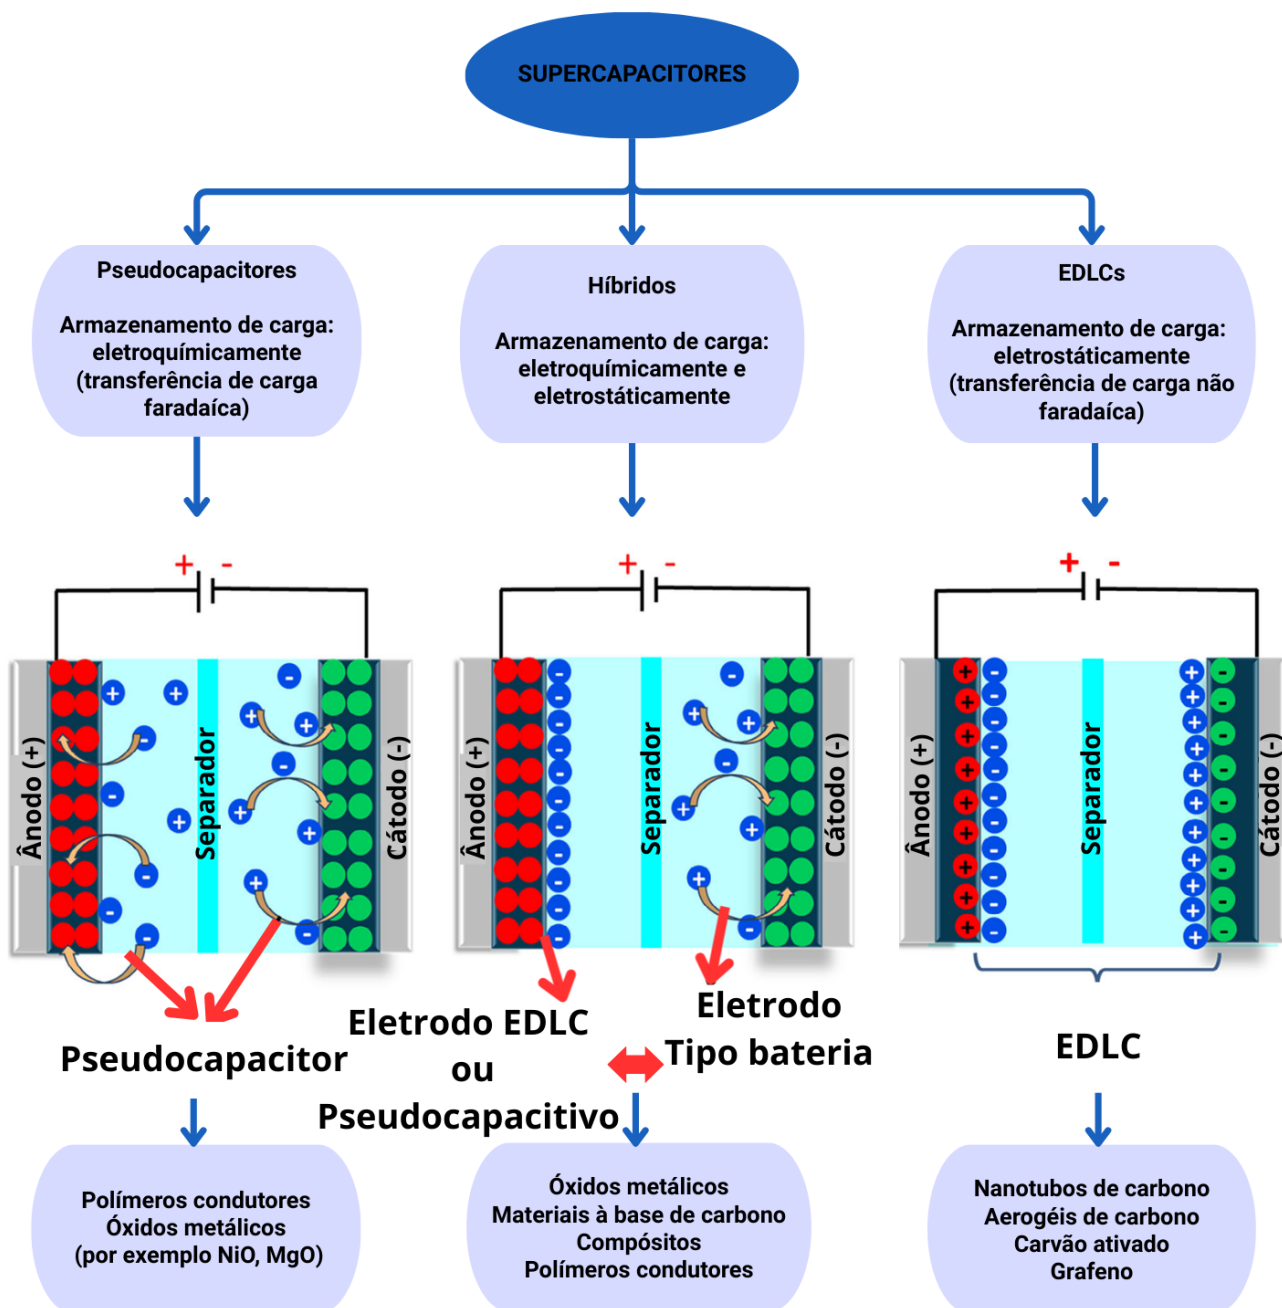 SUPERCAPACITORES
Pseudocapacitores
Armazenamento de carga:
eletroquímicamente
(transferência de carga
faradaíca)
Híbridos
Armazenamento de carga:
eletroquímicamente e
eletrostáticamente
EDLCs
Armazenamento de carga:
eletrostáticamente
(transferência de carga não
faradaíca)
+ -
Ânodo (+)
Separador
Cátodo (-)
+ -
Ânodo (+)
Separador
Cátodo (-)
+ -
Ânodo (+)
Separador
Cátodo (-)
Pseudocapacitor
Eletrodo EDLC
ou
Pseudocapacitivo
Eletrodo
Tipo bateria
EDLC
Polímeros condutores
Óxidos metálicos
(por exemplo NiO, MgO)
Óxidos metálicos
Materiais à base de carbono
Compósitos
Polímeros condutores
Nanotubos de carbono
Aerogéis de carbono
Carvão ativado
Grafeno